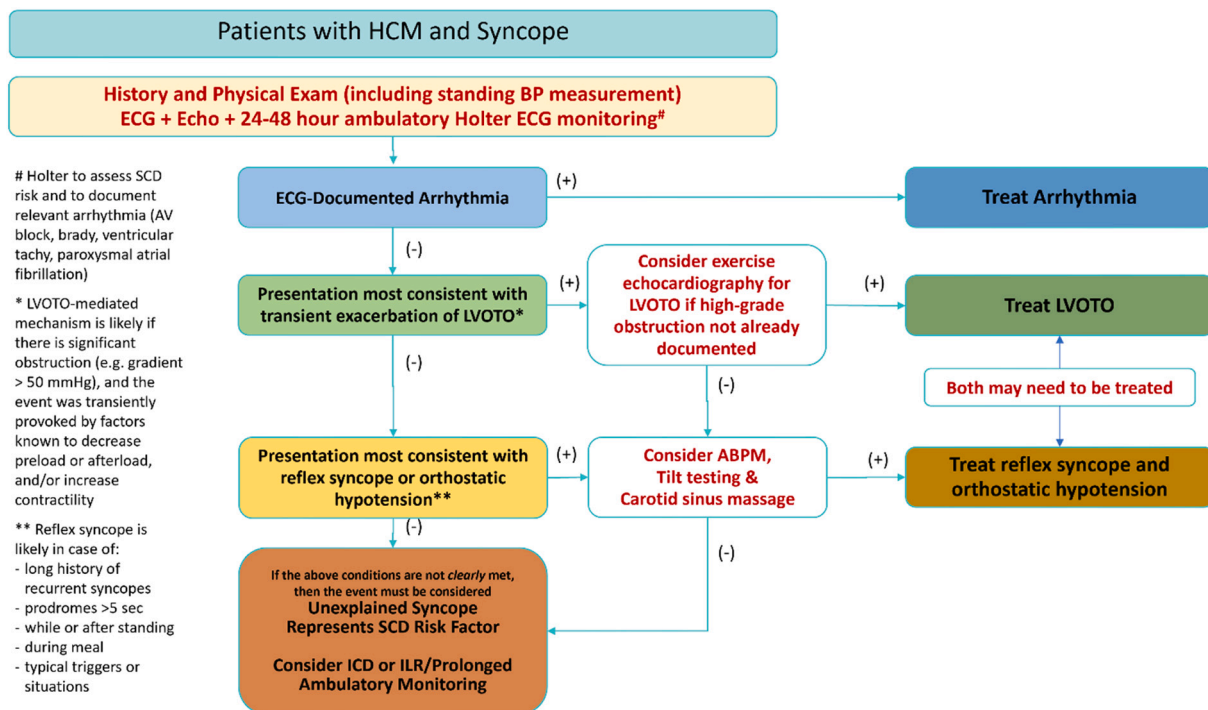 Patients with HCM and Syncope
History and Physical Exam (including standing BP measurement)
ECG + Echo + 24-48 hour ambulatory Holter ECG monitoring#
# Holter to assess SCD
risk and to document
relevant arrhythmia (AV
block, brady, ventricular
tachy, paroxysmal atrial
fibrillation)
* LVOTO-mediated
mechanism is likely if
there is significant
obstruction (e.g. gradient
> 50 mmHg), and the
event was transiently
provoked by factors
known to decrease
preload or afterload,
and/or increase
contractility
** Reflex syncope is
likely in case of:
- long history of
recurrent syncopes
- prodromes >5 sec
- while or after standing
- during meal
- typical triggers or
situations
ECG-Documented Arrhythmia
(+)
Treat Arrhythmia
(-)
Presentation most consistent with
transient exacerbation of LVOTO*
(+)
Consider exercise
echocardiography for
LVOTO if high-grade
obstruction not already
documented
(+)
Treat LVOTO
(-)
(-)
Both may need to be treated
Presentation most consistent with
reflex syncope or orthostatic
hypotension**
(+)
Consider ABPM,
Tilt testing &
Carotid sinus massage
(+)
Treat reflex syncope and
orthostatic hypotension
(-)
(-)
If the above conditions are not clearly met,
then the event must be considered
Unexplained Syncope
Represents SCD Risk Factor
Consider ICD or ILR/Prolonged
Ambulatory Monitoring